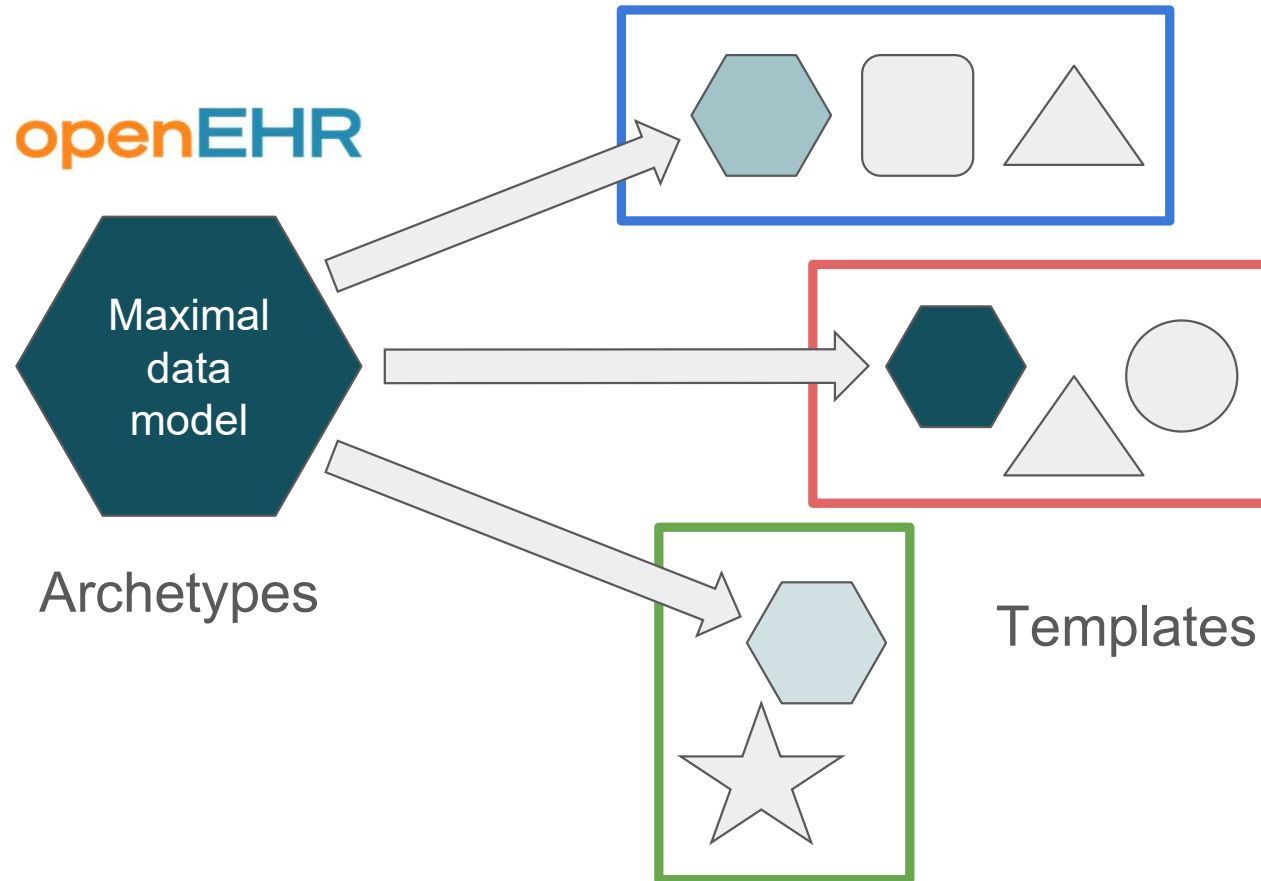 openEHR
Maximal
data
model
Archetypes
Templates